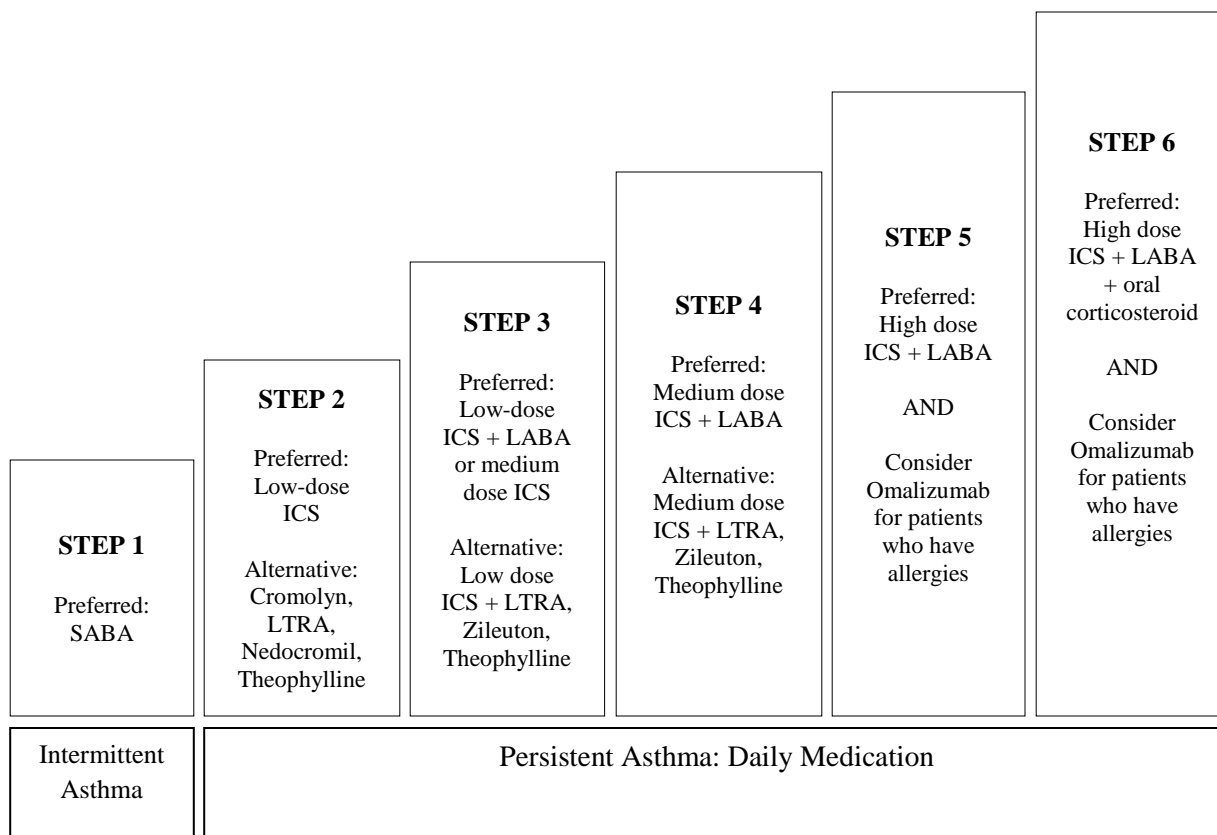 STEP 1
Preferred:
SABA
STEP 2
Preferred:
Low-dose
ICS
Alternative:
Cromolyn,
LTRA,
Nedocromil,
Theophylline
STEP 3
Preferred:
Low-dose
ICS + LABA
or medium
dose ICS
Alternative:
Low dose
ICS + LTRA,
Zileuton,
Theophylline
STEP 4
Preferred:
Medium dose
ICS + LABA
Alternative:
Medium dose
ICS + LTRA,
Zileuton,
Theophylline
STEP 5
Preferred:
High dose
ICS + LABA
AND
Consider
Omalizumab
for patients
who have
allergies
STEP 6
Preferred:
High dose
ICS + LABA
+ oral
corticosteroid
AND
Consider
Omalizumab
for patients
who have
allergies
Intermittent
Asthma
Persistent Asthma: Daily Medication